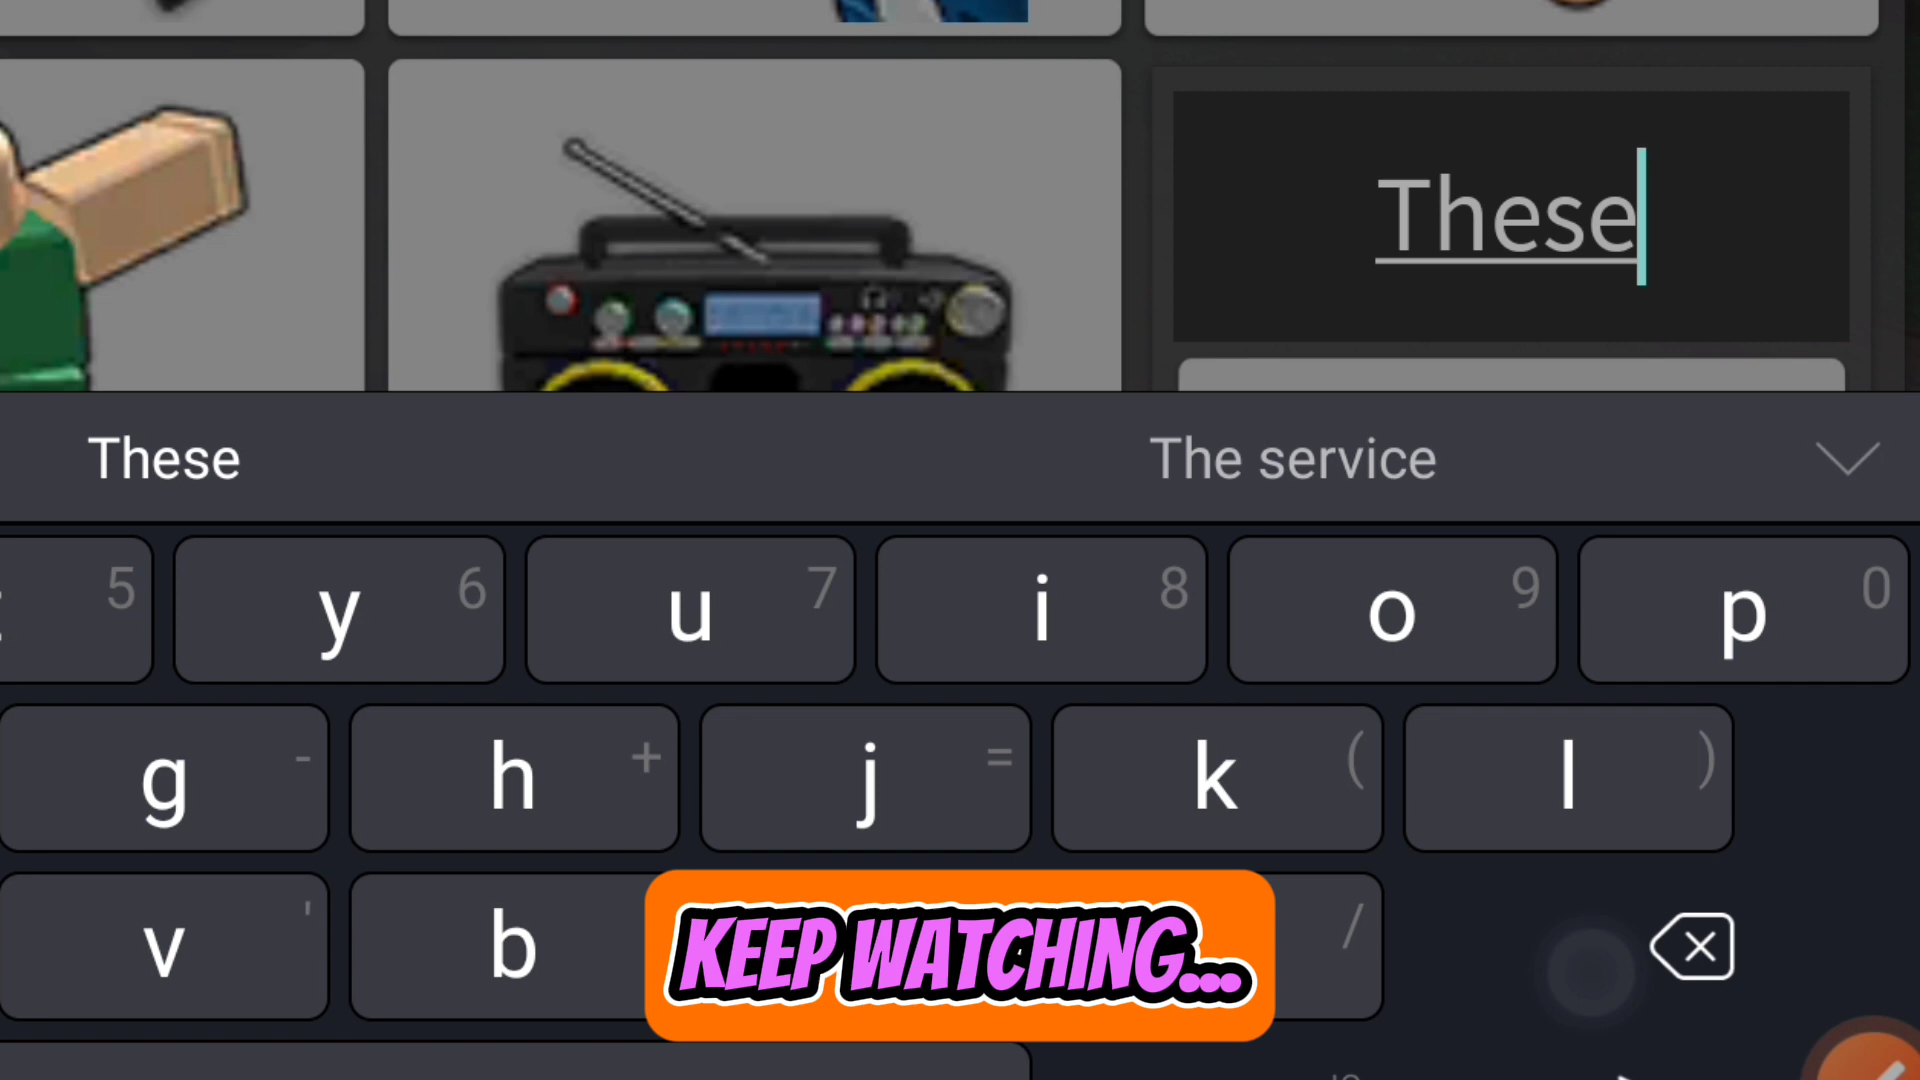 These
These The service
5 y 6 u 7 i 8 o 9 p 0
g - h + j = k ( l )
v ' b /
KEEP WATCHING...